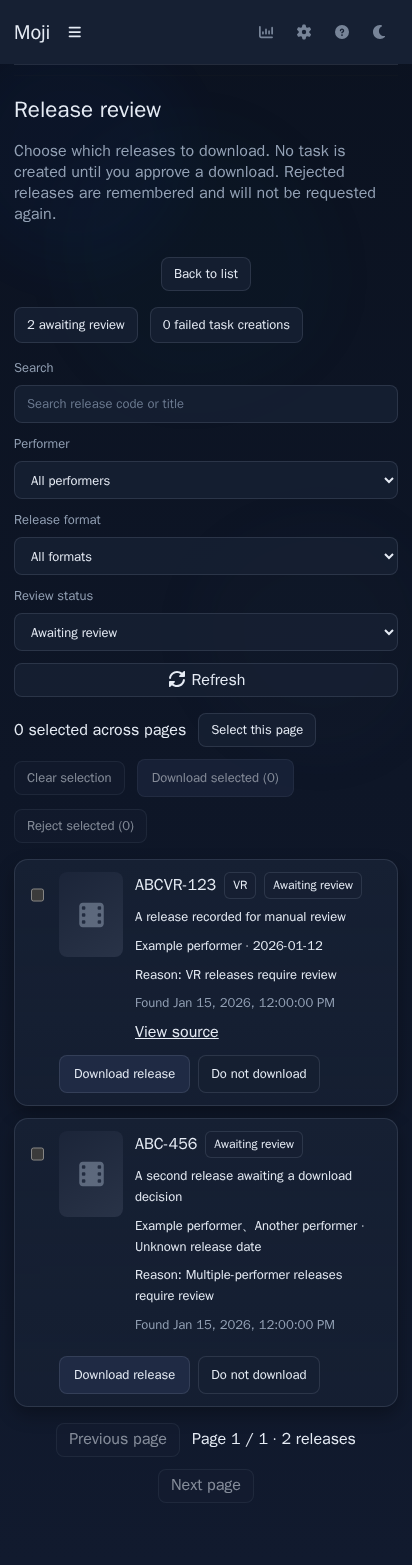 Moji
Release review
Choose which releases to download. No task is
created until you approve a download. Rejected
releases are remembered and will not be requested
again.
Back to list
2 awaiting review
0 failed task creations
Search
Search release code or title
Performer
All performers
Release format
All formats
Review status
Awaiting review
Refresh
0 selected across pages
Select this page
Clear selection
Download selected (0)
Reject selected (0)
ABCVR-123
VR
Awaiting review
A release recorded for manual review
Example performer · 2026-01-12
Reason: VR releases require review
Found Jan 15, 2026, 12:00:00 PM
View source
Download release
Do not download
ABC-456
Awaiting review
A second release awaiting a download
decision
Example performer、Another performer ·
Unknown release date
Reason: Multiple-performer releases
require review
Found Jan 15, 2026, 12:00:00 PM
Download release
Do not download
Previous page
Page 1 / 1 · 2 releases
Next page